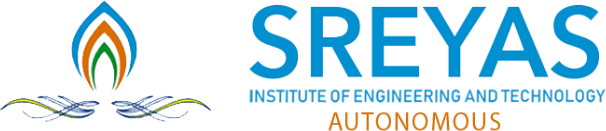 SREYAS
INSTITUTE OF ENGINEERING AND TECHNOLOGY
AUTONOMOUS